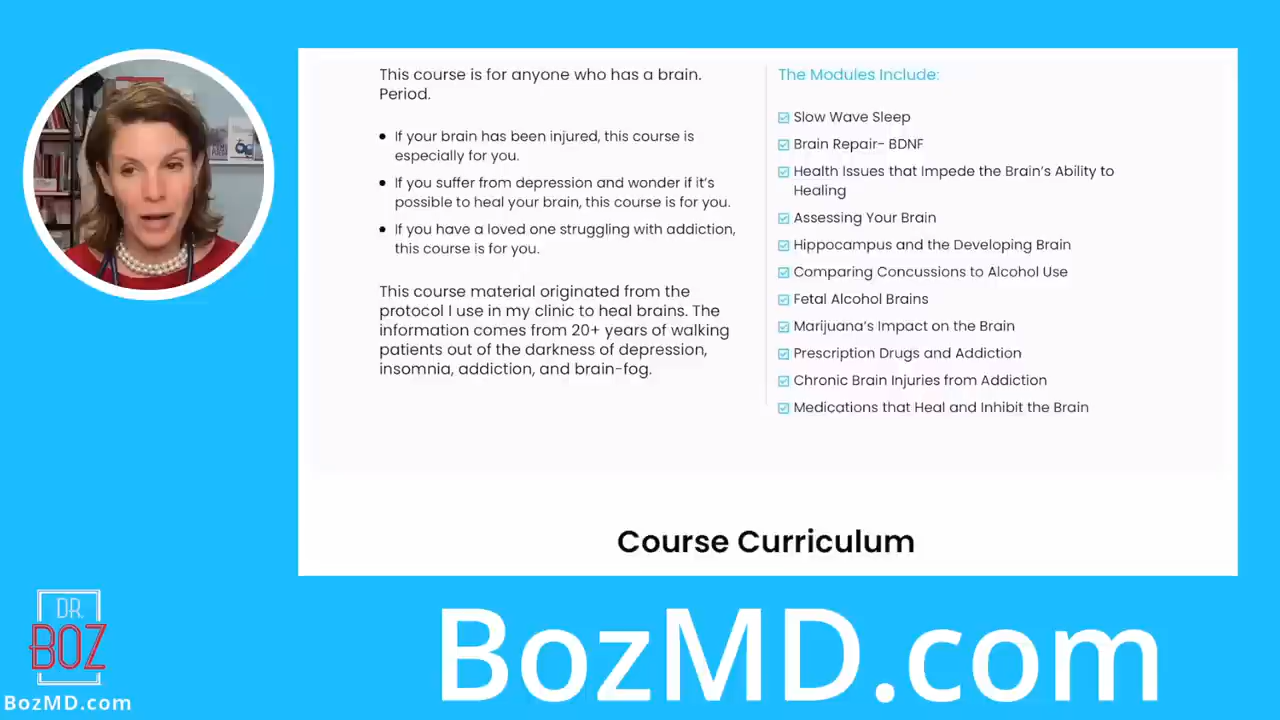 This course is for anyone who has a brain.
Period.
If your brain has been injured, this course is
especially for you.
If you suffer from depression and wonder if it's
possible to heal your brain, this course is for you.
If you have a loved one struggling with addiction,
this course is for you.
This course material originated from the
protocol I use in my clinic to heal brains. The
information comes from 20+ years of walking
patients out of the darkness of depression,
insomnia, addiction, and brain-fog.
The Modules Include:
Slow Wave Sleep
Brain Repair- BDNF
Health Issues that Impede the Brain's Ability to
Healing
Assessing Your Brain
Hippocampus and the Developing Brain
Comparing Concussions to Alcohol Use
Fetal Alcohol Brains
Marijuana's Impact on the Brain
Prescription Drugs and Addiction
Chronic Brain Injuries from Addiction
Medications that Heal and Inhibit the Brain
Course Curriculum
DR.
BOZ
BozMD.com
BozMD.com